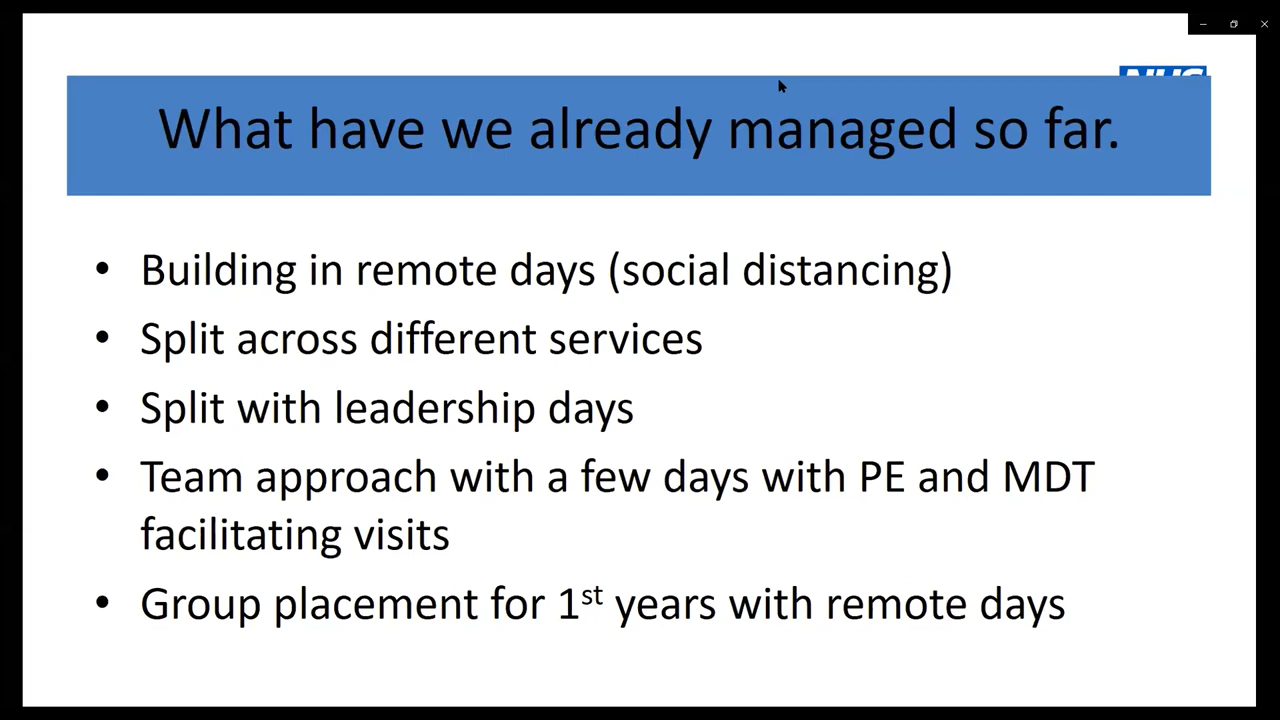 NHS
What have we already managed so far.
• Building in remote days (social distancing)
• Split across different services
• Split with leadership days
• Team approach with a few days with PE and MDT
facilitating visits
• Group placement for 1st years with remote days